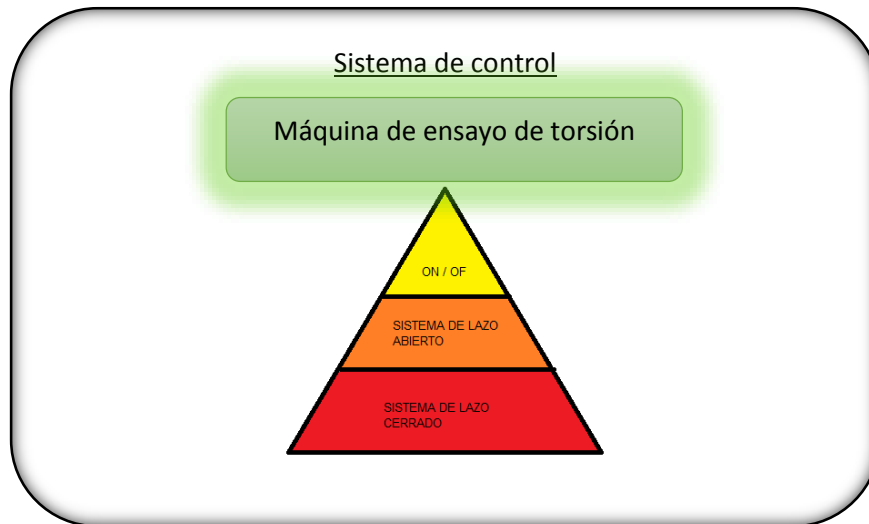 Sistema de control
Máquina de ensayo de torsión
ON / OF
SISTEMA DE LAZO
ABIERTO
SISTEMA DE LAZO
CERRADO